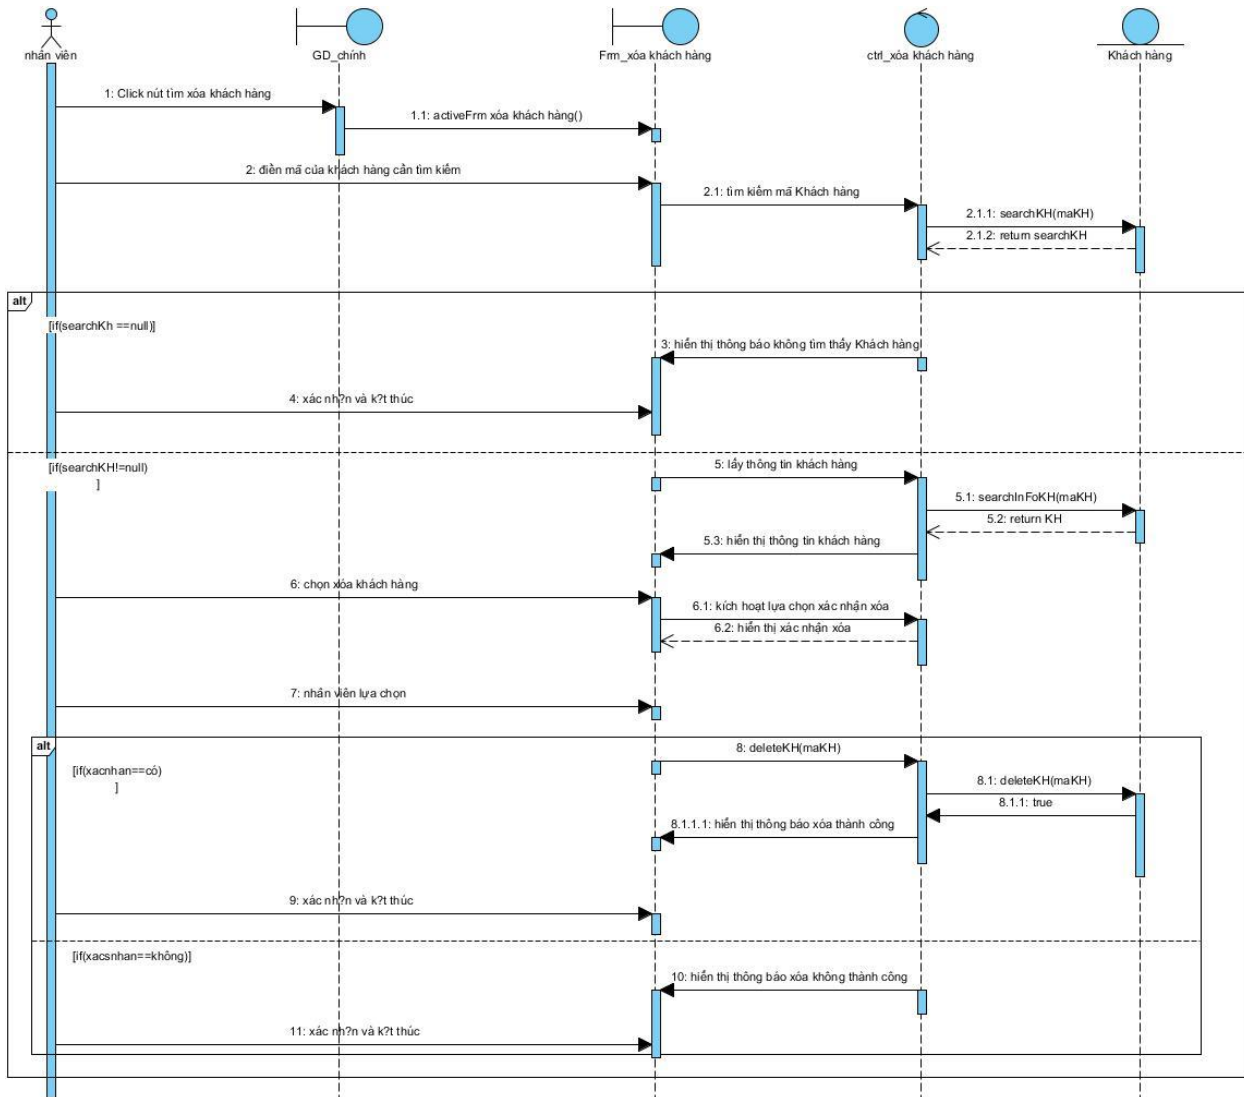 nhân viên
GD_chính
Frm_xóa khách hàng
ctrl_xóa khách hàng
Khách hàng
1: Click nút tìm xóa khách hàng
1.1: activeFrm xóa khách hàng()
2: điền mã của khách hàng cần tìm kiếm
2.1: tìm kiếm mã Khách hàng
2.1.1: searchKH(maKH)
2.1.2: return searchKH
alt
[if(searchKh ==null)]
3: hiển thị thông báo không tìm thấy Khách hàng
4: xác nh?n và k?t thúc
[if(searchKH!=null)
]
5: lấy thông tin khách hàng
5.1: searchInFoKH(maKH)
5.2: return KH
5.3: hiển thị thông tin khách hàng
6: chọn xóa khách hàng
6.1: kích hoạt lựa chọn xác nhận xóa
6.2: hiển thị xác nhận xóa
7: nhân viên lựa chọn
alt
[if(xacnhan==có)
]
8: deleteKH(maKH)
8.1: deleteKH(maKH)
8.1.1: true
8.1.1.1: hiển thị thông báo xóa thành công
9: xác nh?n và k?t thúc
[if(xacsnhan==không)]
10: hiển thị thông báo xóa không thành công
11: xác nh?n và k?t thúc